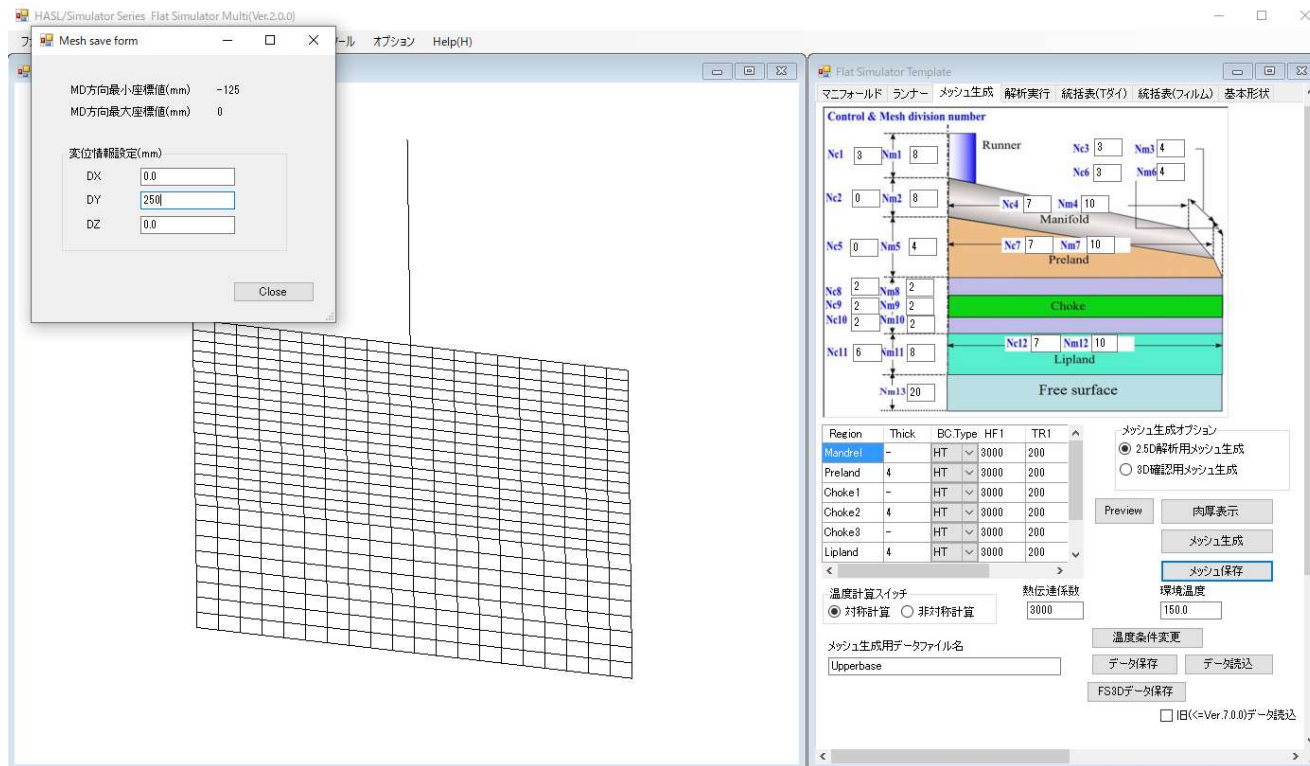 HASL/Simulator Series Flat Simulator Multi(Ver.2.0.0)
ール オプション Help(H)
Mesh save form
MD方向最小座標値(mm) -125
MD方向最大座標値(mm) 0
変位情報設定(mm)
DX 0.0
DY 250
DZ 0.0
Close
Flat Simulator Template
マニフォールド ランナー メッシュ生成 解析実行 統括表(Tダイ) 統括表(フィルム) 基本形状
Control & Mesh division number
Runner
Nc1 3 Nm1 8
Nc3 3 Nm3 4
Nc6 3 Nm6 4
Nc2 0 Nm2 8
Nc4 7 Nm4 10
Manifold
Nc5 0 Nm5 4
Nc7 7 Nm7 10
Preland
Nc8 2 Nm8 2
Nc9 2 Nm9 2
Choke
Nc10 2 Nm10 2
Nc11 6 Nm11 8
Nc12 7 Nm12 10
Lipland
Nm13 20
Free surface
Region Thick BC.Type HF1 TR1
Mandrel - HT 3000 200
Preland 4 HT 3000 200
Choke1 - HT 3000 200
Choke2 4 HT 3000 200
Choke3 - HT 3000 200
Lipland 4 HT 3000 200
メッシュ生成オプション
2.5D解析用メッシュ生成
3D確認用メッシュ生成
Preview 肉厚表示
メッシュ生成
メッシュ保存
温度計算スイッチ
対称計算 非対称計算
熱伝達係数
3000
環境温度
150.0
メッシュ生成用データファイル名
Upperbase
温度条件変更
データ保存 データ読込
FS3Dデータ保存
旧(<=Ver.7.0.0)データ読込